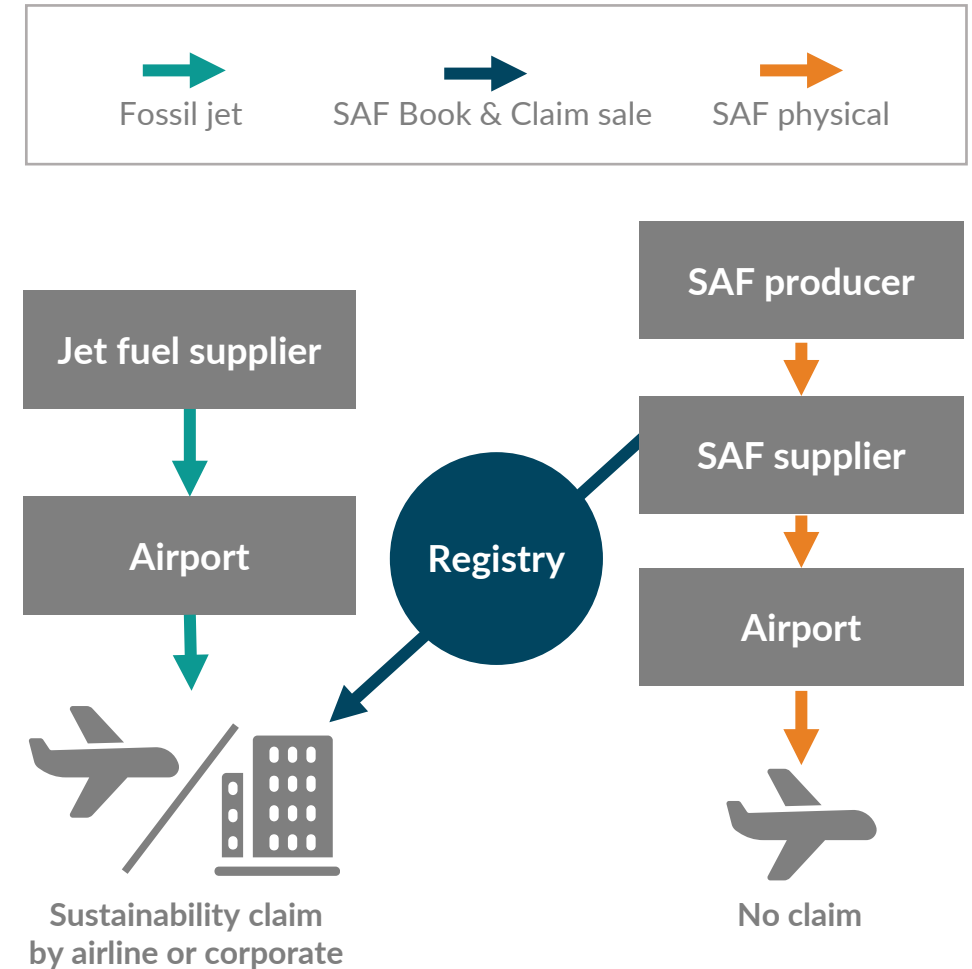 Fossil jet
SAF Book & Claim sale
SAF physical
SAF producer
Jet fuel supplier
SAF supplier
Airport
Registry
Airport
Sustainability claim
by airline or corporate
No claim